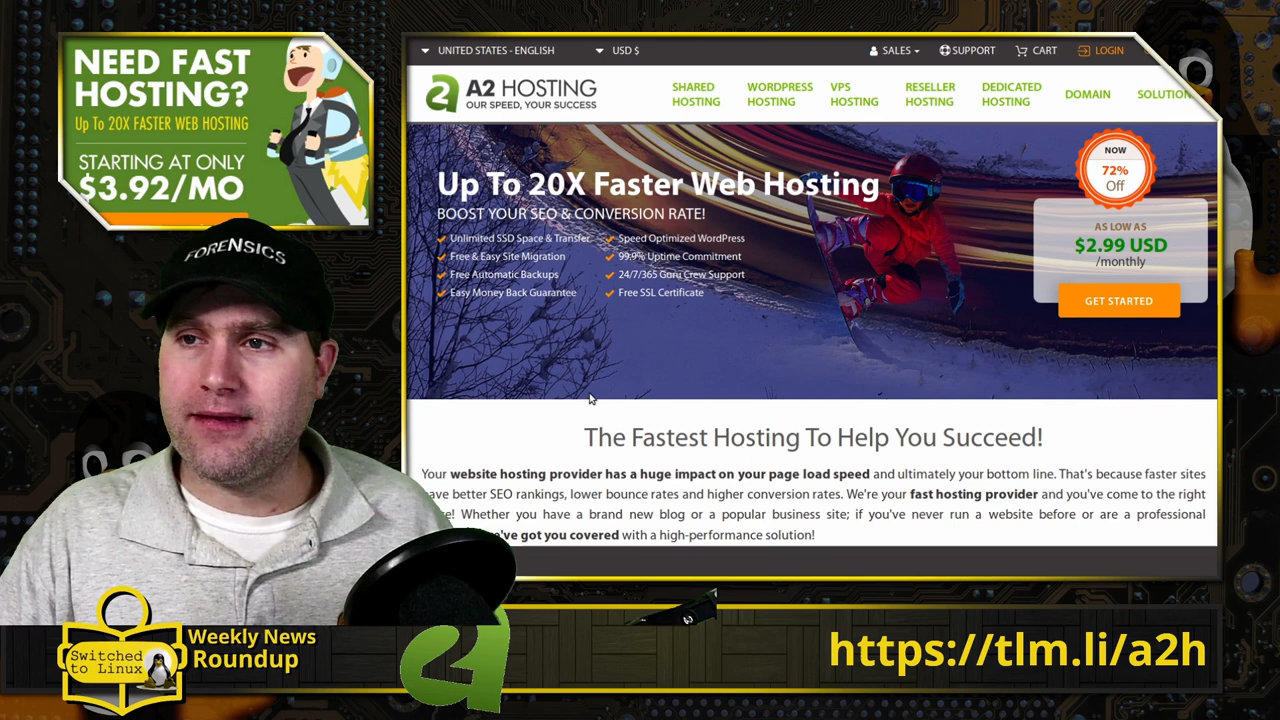 NEED FAST
HOSTING?
Up To 20X FASTER WEB HOSTING
STARTING AT ONLY
$3.92/MO
FORENSICS
UNITED STATES - ENGLISH
USD $
SALES
SUPPORT
CART
LOGIN
A2 HOSTING
OUR SPEED, YOUR SUCCESS
SHARED
HOSTING
WORDPRESS
HOSTING
VPS
HOSTING
RESELLER
HOSTING
DEDICATED
HOSTING
DOMAIN
SOLUTION
Up To 20X Faster Web Hosting
BOOST YOUR SEO & CONVERSION RATE!
Unlimited SSD Space & Transfer
Speed Optimized WordPress
Free & Easy Site Migration
99.9% Uptime Commitment
Free Automatic Backups
24/7/365 Guru Crew Support
Easy Money Back Guarantee
Free SSL Certificate
NOW
72%
Off
AS LOW AS
$2.99 USD
/monthly
GET STARTED
The Fastest Hosting To Help You Succeed!
Your website hosting provider has a huge impact on your page load speed and ultimately your bottom line. That's because faster sites
have better SEO rankings, lower bounce rates and higher conversion rates. We're your fast hosting provider and you've come to the right
Whether you have a brand new blog or a popular business site; if you've never run a website before or are a professional
got you covered with a high-performance solution!
Switched
to Linux
Weekly News
Roundup
https://tlm.li/a2h